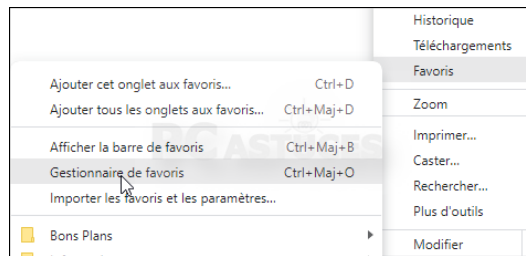 Historique
Téléchargements
Favoris
Zoom
Imprimer...
Caster...
Rechercher...
Plus d'outils
Modifier
Ajouter cet onglet aux favoris... Ctrl+D
Ajouter tous les onglets aux favoris... Ctrl+Maj+D
Afficher la barre de favoris Ctrl+Maj+B
Gestionnaire de favoris Ctrl+Maj+O
Importer les favoris et les paramètres...
Bons Plans
PC ASTUCES